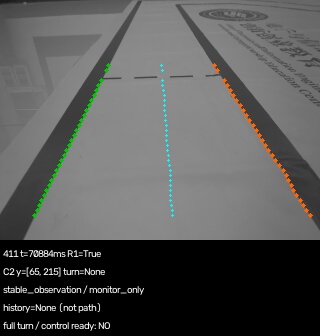 411 t=70884ms R1=True
C2 y=[65, 215] turn=None
stable_observation / monitor_only
history=None (not path)
full turn / control ready: NO